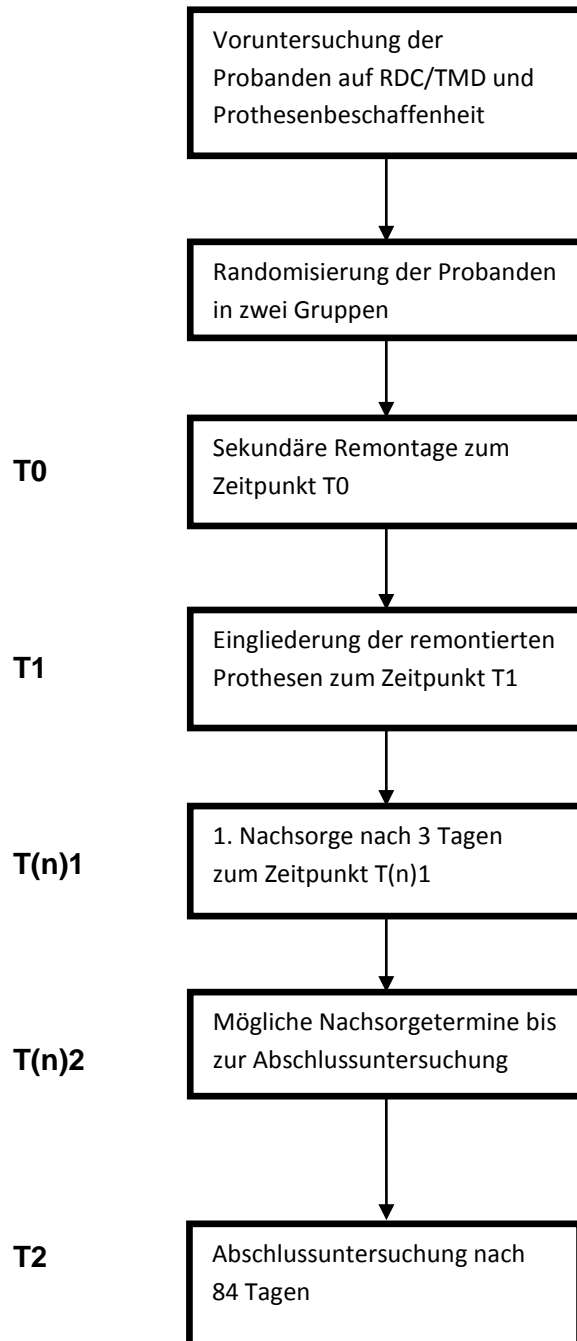 Voruntersuchung der
Probanden auf RDC/TMD und
Prothesenbeschaffenheit
Randomisierung der Probanden
in zwei Gruppen
T0
Sekundäre Remontage zum
Zeitpunkt T0
T1
Eingliederung der remontierten
Prothesen zum Zeitpunkt T1
T(n)1
1. Nachsorge nach 3 Tagen
zum Zeitpunkt T(n)1
T(n)2
Mögliche Nachsorgetermine bis
zur Abschlussuntersuchung
T2
Abschlussuntersuchung nach
84 Tagen